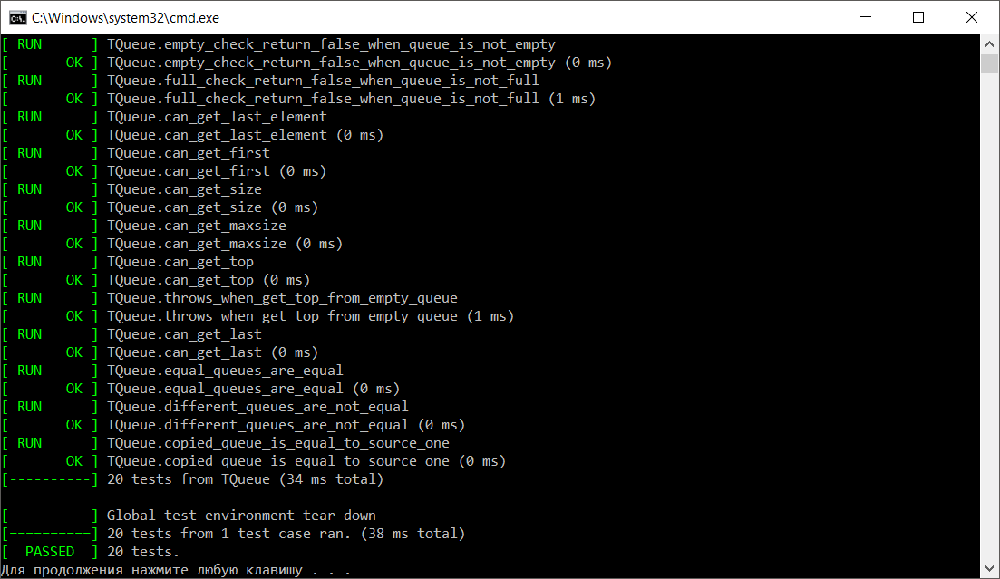 C:\Windows\system32\cmd.exe
[ RUN      ] TQueue.empty_check_return_false_when_queue_is_not_empty
[       OK ] TQueue.empty_check_return_false_when_queue_is_not_empty (0 ms)
[ RUN      ] TQueue.full_check_return_false_when_queue_is_not_full
[       OK ] TQueue.full_check_return_false_when_queue_is_not_full (1 ms)
[ RUN      ] TQueue.can_get_last_element
[       OK ] TQueue.can_get_last_element (0 ms)
[ RUN      ] TQueue.can_get_first
[       OK ] TQueue.can_get_first (0 ms)
[ RUN      ] TQueue.can_get_size
[       OK ] TQueue.can_get_size (0 ms)
[ RUN      ] TQueue.can_get_maxsize
[       OK ] TQueue.can_get_maxsize (0 ms)
[ RUN      ] TQueue.can_get_top
[       OK ] TQueue.can_get_top (0 ms)
[ RUN      ] TQueue.throws_when_get_top_from_empty_queue
[       OK ] TQueue.throws_when_get_top_from_empty_queue (1 ms)
[ RUN      ] TQueue.can_get_last
[       OK ] TQueue.can_get_last (0 ms)
[ RUN      ] TQueue.equal_queues_are_equal
[       OK ] TQueue.equal_queues_are_equal (0 ms)
[ RUN      ] TQueue.different_queues_are_not_equal
[       OK ] TQueue.different_queues_are_not_equal (0 ms)
[ RUN      ] TQueue.copied_queue_is_equal_to_source_one
[       OK ] TQueue.copied_queue_is_equal_to_source_one (0 ms)
[----------] 20 tests from TQueue (34 ms total)
[----------] Global test environment tear-down
[==========] 20 tests from 1 test case ran. (38 ms total)
[  PASSED  ] 20 tests.
Для продолжения нажмите любую клавишу . . .